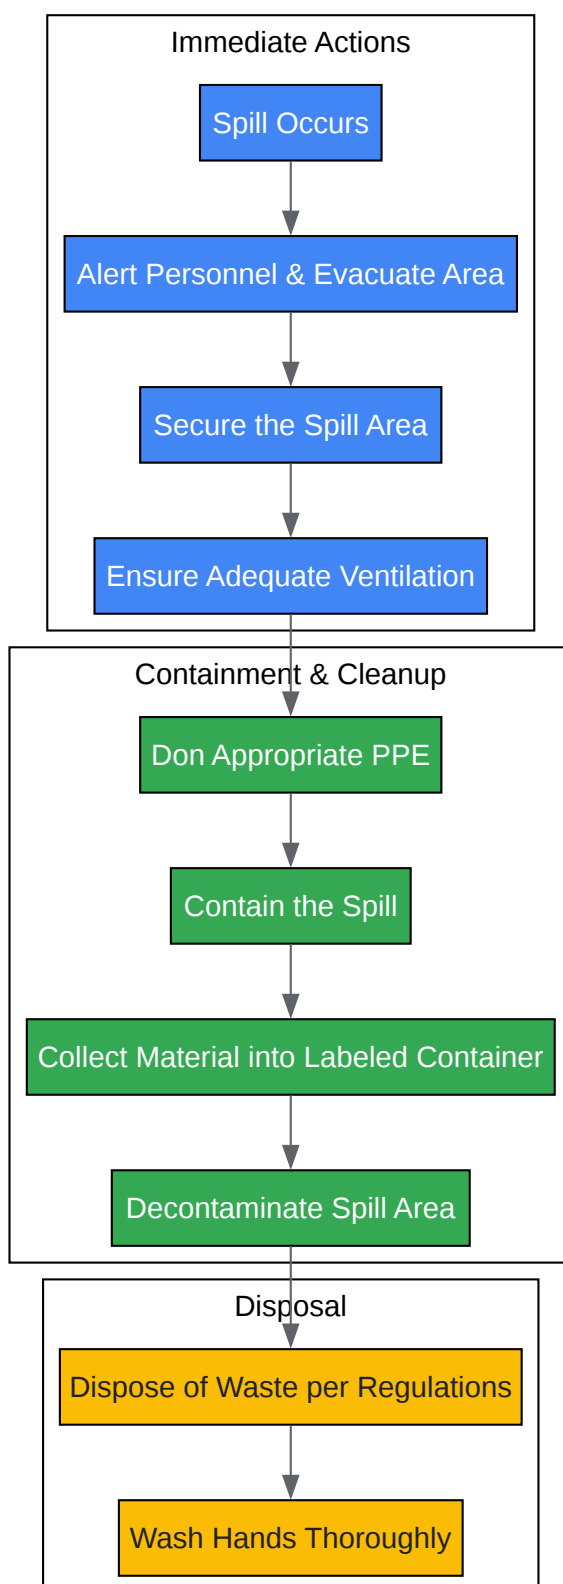 Immediate Actions
Spill Occurs
Alert Personnel & Evacuate Area
Secure the Spill Area
Ensure Adequate Ventilation
Containment & Cleanup
Don Appropriate PPE
Contain the Spill
Collect Material into Labeled Container
Decontaminate Spill Area
Disposal
Dispose of Waste per Regulations
Wash Hands Thoroughly